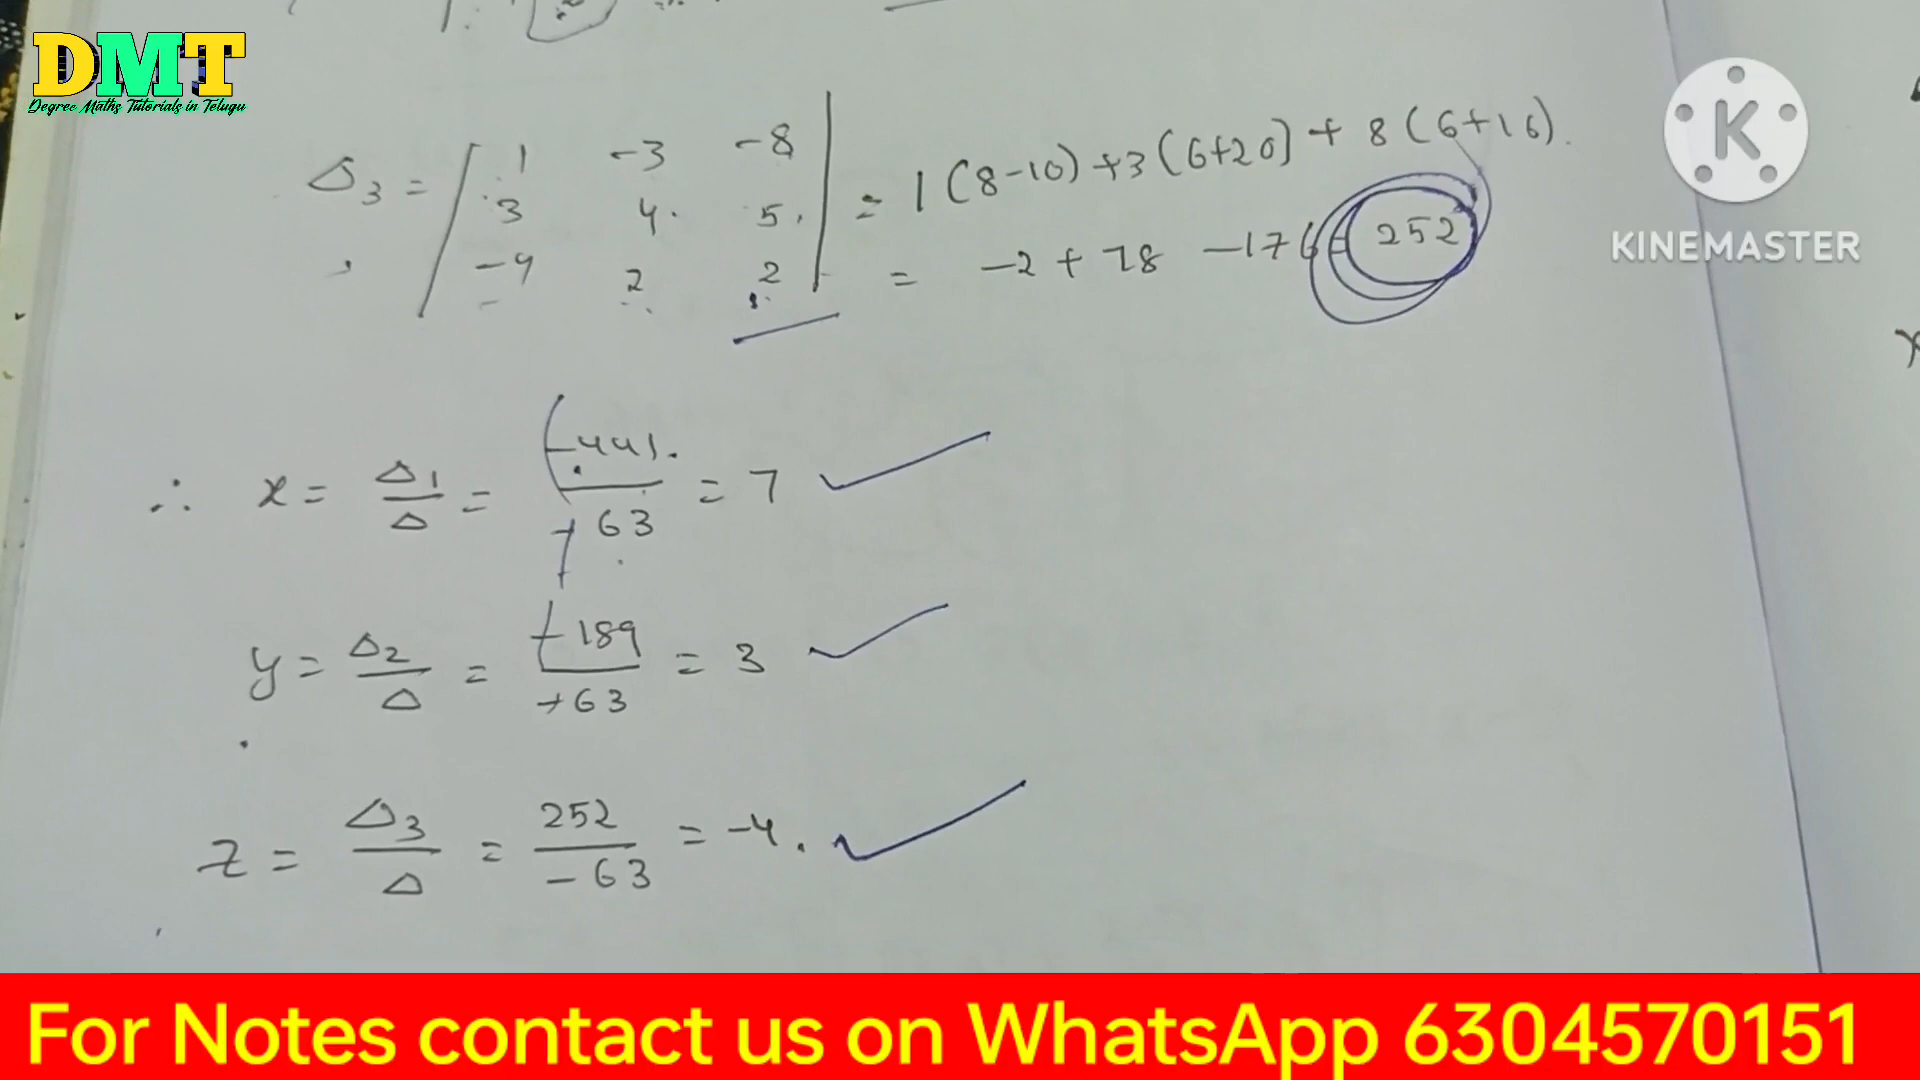 DMT
Degree Maths Tutorials in Telugu
KINEMASTER
Δ3 = | 1 -3 -8 | = 1(8-10) +3(6+20) + 8(6+16).
3 4 5
-4 2 2
= -2 + 78 -176 = 252
∴ x = Δ1/Δ = -441/-63 = 7
y = Δ2/Δ = -189/+63 = 3
z = Δ3/Δ = 252/-63 = -4.
For Notes contact us on WhatsApp 6304570151